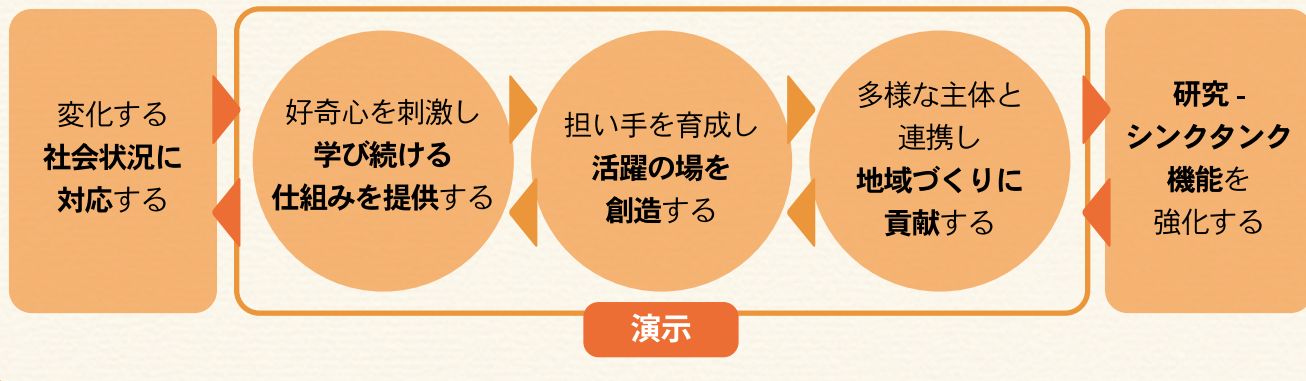 変化する
社会状況に
対応する
好奇心を刺激し
学び続ける
仕組みを提供する
担い手を育成し
活躍の場を
創造する
多様な主体と
連携し
地域づくりに
貢献する
研究 -
シンクタンク
機能を
強化する
演示